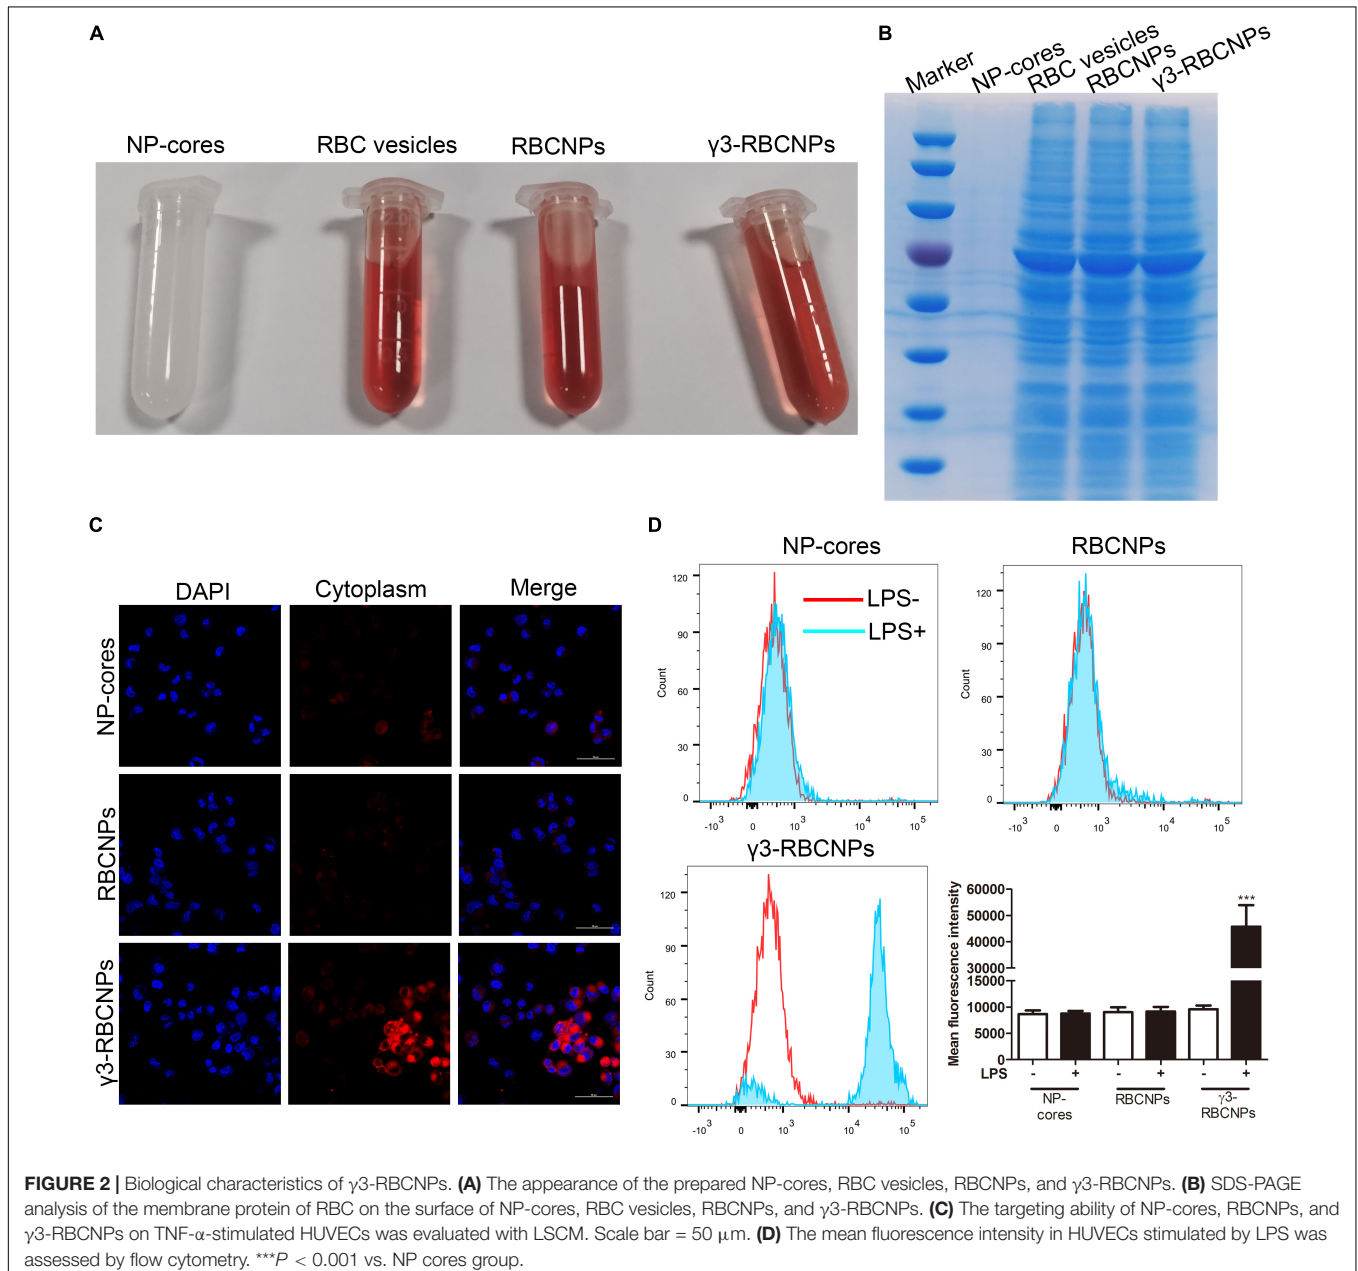 A
NP-cores
RBC vesicles
RBCNPs
γ3-RBCNPs
B
Marker
NP-cores
RBC vesicles
RBCNPs
γ3-RBCNPs
C
DAPI
Cytoplasm
Merge
NP-cores
RBCNPs
γ3-RBCNPs
D
NP-cores
LPS-
LPS+
Count
120
90
60
30
0
-10³ 0 10³ 10⁴ 10⁵
RBCNPs
Count
120
90
60
30
0
-10³ 0 10³ 10⁴ 10⁵
γ3-RBCNPs
Count
120
90
60
30
0
-10³ 0 10³ 10⁴ 10⁵
Mean fluorescence intensity
60000
50000
40000
30000
15000
10000
5000
0
***
LPS - + - + - +
NP-
cores
RBCNPs
γ3-
RBCNPs
FIGURE 2 | Biological characteristics of γ3-RBCNPs. (A) The appearance of the prepared NP-cores, RBC vesicles, RBCNPs, and γ3-RBCNPs. (B) SDS-PAGE
analysis of the membrane protein of RBC on the surface of NP-cores, RBC vesicles, RBCNPs, and γ3-RBCNPs. (C) The targeting ability of NP-cores, RBCNPs, and
γ3-RBCNPs on TNF-α-stimulated HUVECs was evaluated with LSCM. Scale bar = 50 μm. (D) The mean fluorescence intensity in HUVECs stimulated by LPS was
assessed by flow cytometry. ***P < 0.001 vs. NP cores group.